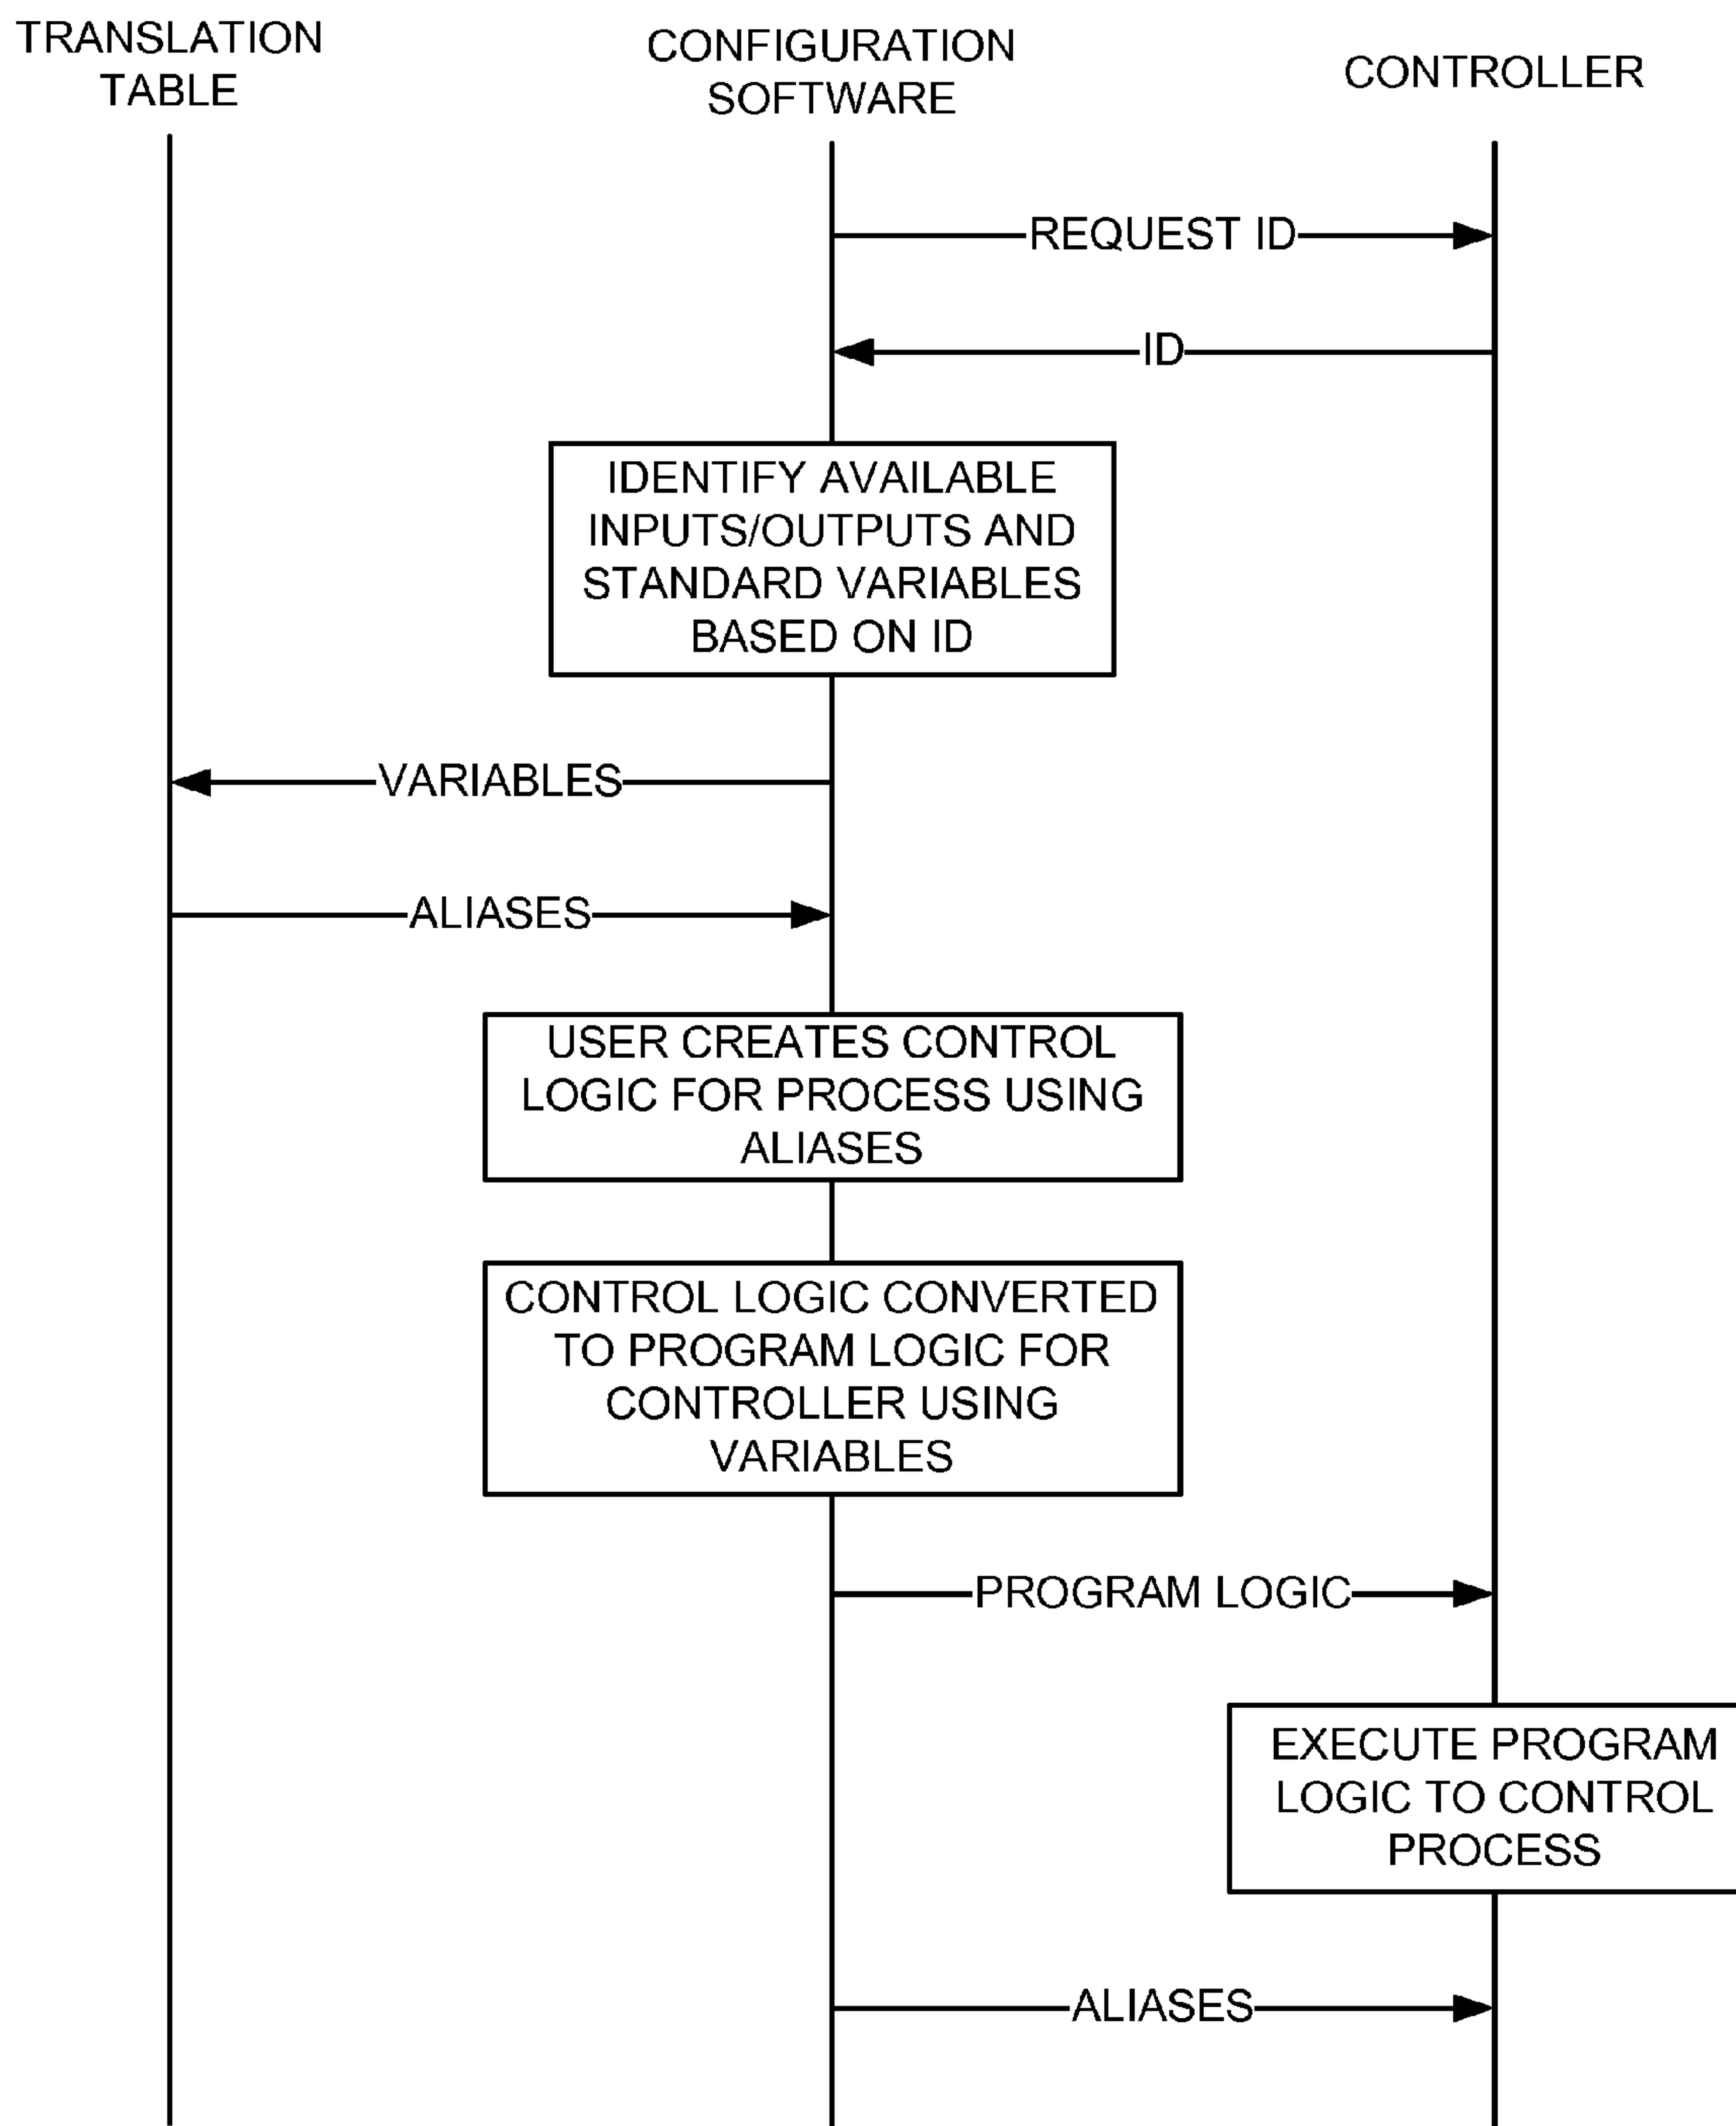 TRANSLATION
TABLE
CONFIGURATION
SOFTWARE
CONTROLLER
REQUEST ID
ID
IDENTIFY AVAILABLE
INPUTS/OUTPUTS AND
STANDARD VARIABLES
BASED ON ID
VARIABLES
ALIASES
USER CREATES CONTROL
LOGIC FOR PROCESS USING
ALIASES
CONTROL LOGIC CONVERTED
TO PROGRAM LOGIC FOR
CONTROLLER USING
VARIABLES
PROGRAM LOGIC
EXECUTE PROGRAM
LOGIC TO CONTROL
PROCESS
ALIASES